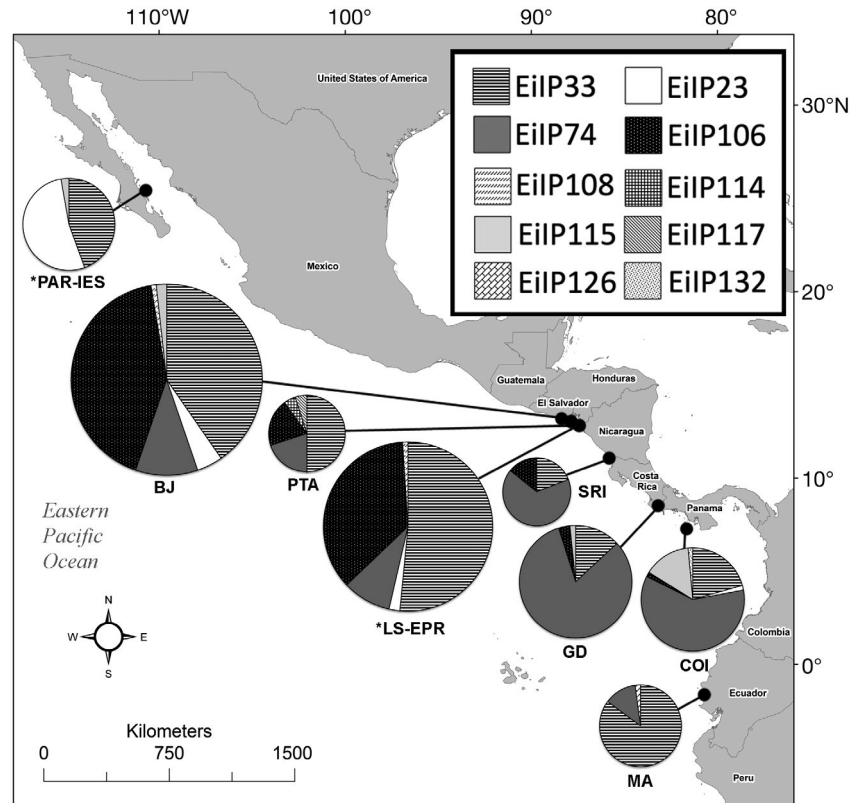 110°W 100° 90° 80°
United States of America
EiIP33 EiIP23
30°N
EiIP74 EiIP106
EiIP108 EiIP114
EiIP115 EiIP117
EiIP126 EiIP132
*PAR-IES
Mexico
20°
Guatemala
Honduras
El Salvador
Nicaragua
BJ
PTA
SRI
Costa
Rica
10°
Panama
Eastern
Pacific
Ocean
*LS-EPR
GD
COI
Colombia
N
W E
S
0°
Ecuador
Kilometers
0 750 1500
MA
Peru